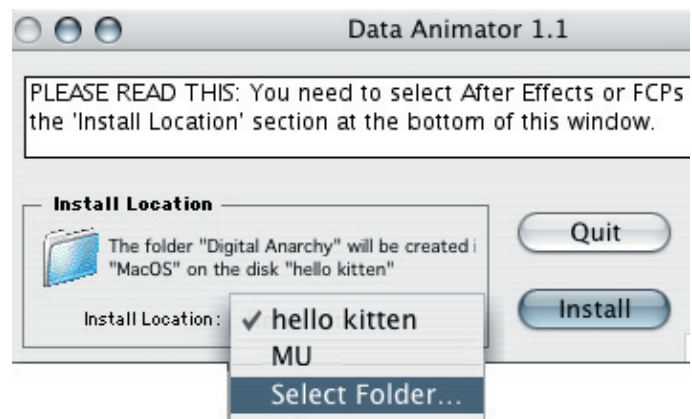 Data Animator 1.1
PLEASE READ THIS: You need to select After Effects or FCPs
the 'Install Location' section at the bottom of this window.
Install Location
The folder "Digital Anarchy" will be created i
"MacOS" on the disk "hello kitten"
Quit
Install Location:
✓ hello kitten
Install
MU
Select Folder...